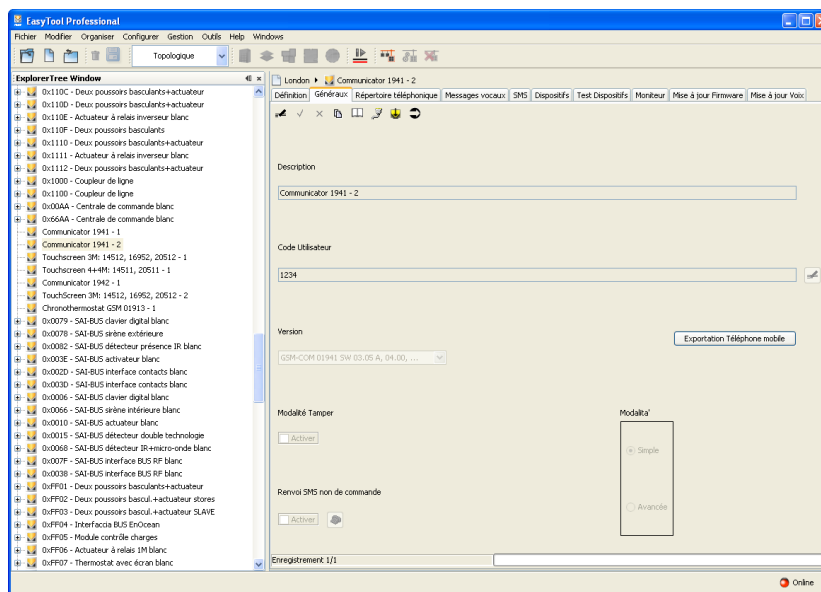 EasyTool Professional
Fichier Modifier Organiser Configurer Gestion Outils Help Windows
Topologique
ExplorerTree Window
0x110C - Deux poussoirs basculants+actuateur
0x110D - Deux poussoirs basculants+actuateur
0x110E - Actuateur à relais inverseur blanc
0x110F - Deux poussoirs basculants
0x1110 - Deux poussoirs basculants+actuateur
0x1111 - Actuateur à relais inverseur blanc
0x1112 - Deux poussoirs basculants+actuateur
0x1000 - Coupleur de ligne
0x1100 - Coupleur de ligne
0x00AA - Centrale de commande blanc
0x66AA - Centrale de commande blanc
Communicator 1941 - 1
Communicator 1941 - 2
Touchscreen 3M: 14512, 16952, 20512 - 1
Touchscreen 4+4M: 14511, 20511 - 1
Communicator 1942 - 1
TouchScreen 3M: 14512, 16952, 20512 - 2
Chronothermostat GSM 01913 - 1
0x0079 - SAI-BUS clavier digital blanc
0x0078 - SAI-BUS sirène extérieure
0x0082 - SAI-BUS détecteur présence IR blanc
0x003E - SAI-BUS activateur blanc
0x002D - SAI-BUS interface contacts blanc
0x003D - SAI-BUS interface contacts blanc
0x0006 - SAI-BUS clavier digital blanc
0x0066 - SAI-BUS sirène intérieure blanc
0x0010 - SAI-BUS actuateur blanc
0x0015 - SAI-BUS détecteur double technologie
0x0068 - SAI-BUS détecteur IR+micro-onde blanc
0x007F - SAI-BUS interface BUS RF blanc
0x0038 - SAI-BUS interface BUS RF blanc
0xFF01 - Deux poussoirs basculants+actuateur
0xFF02 - Deux poussoirs bascul.+actuateur stores
0xFF03 - Deux poussoirs bascul.+actuateur SLAVE
0xFF04 - Interfaccia BUS EnOcean
0xFF05 - Module contrôle charges
0xFF06 - Actuateur à relais 1M blanc
0xFF07 - Thermostat avec écran blanc
London Communicator 1941 - 2
Définition Généraux Répertoire téléphonique Messages vocaux SMS Dispositifs Test Dispositifs Moniteur Mise à jour Firmware Mise à jour Voix
Description
Communicator 1941 - 2
Code Utilisateur
1234
Version
Exportation Téléphone mobile
GSM-COM 01941 SW 03.05 A, 04.00, ...
Modalité Tamper
Modalita'
Activer
Simple
Renvoi SMS non de commande
Avancée
Activer
Enregistrement 1/1
Online